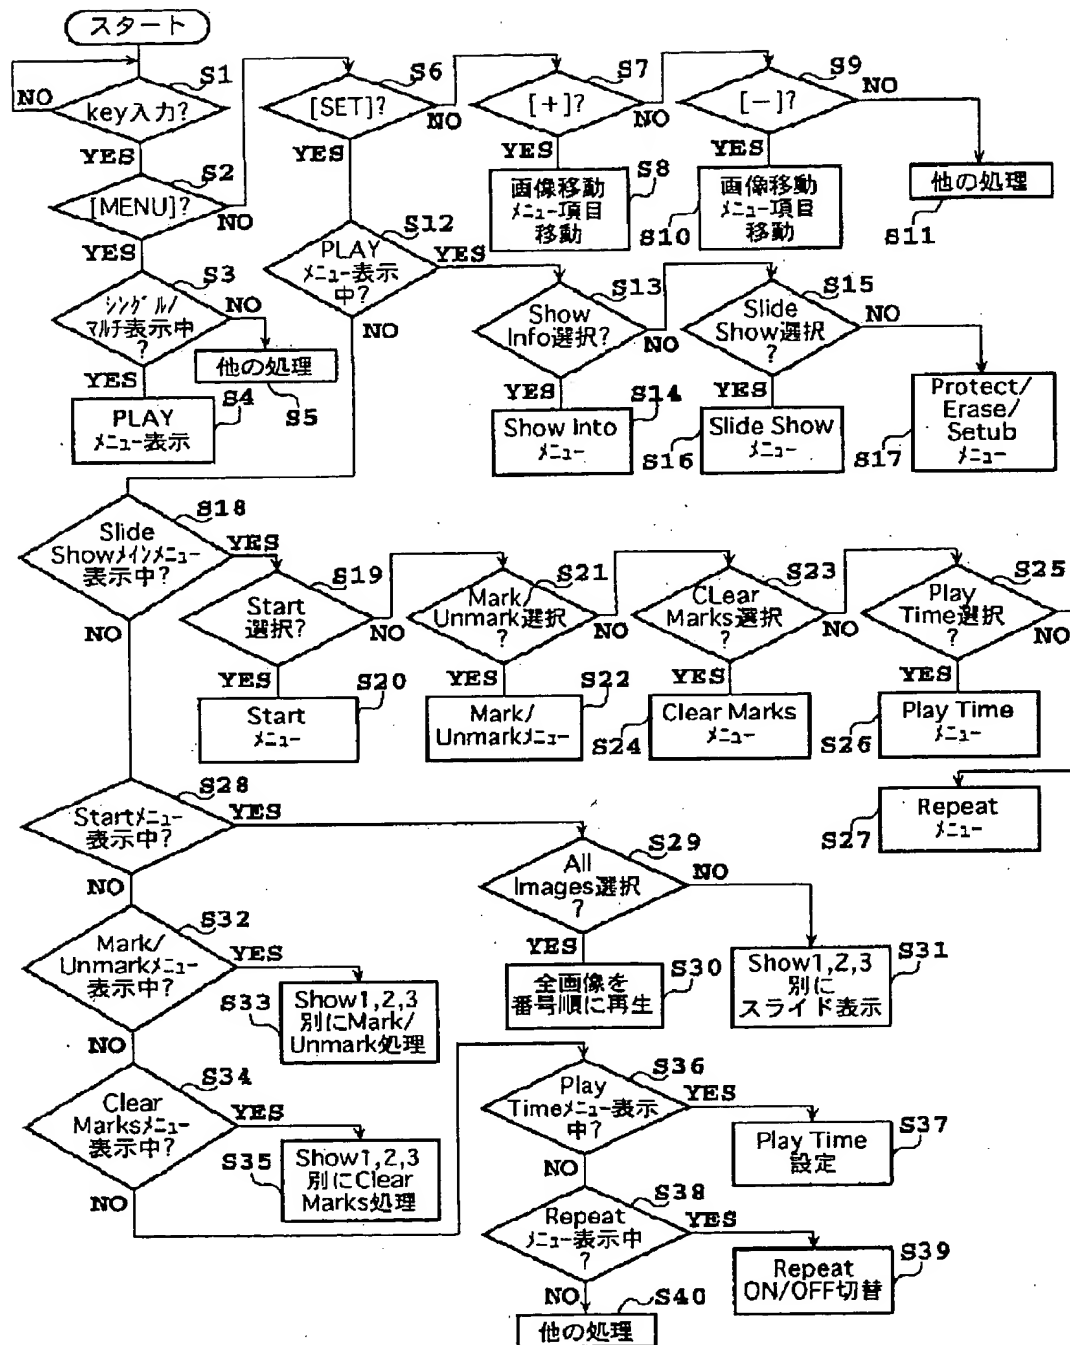 スタート
S1
key入力?
NO
YES
S2
[MENU]?
NO
YES
S3
シングル/
マルチ表示中
?
NO
YES
他の処理
S5
S4
PLAY
メニュー表示
S6
[SET]?
NO
YES
S7
[+]?
NO
YES
S8
画像移動
メニュー項目
移動
S9
[-]?
NO
YES
S10
画像移動
メニュー項目
移動
他の処理
S11
S12
PLAY
メニュー表示
中?
YES
NO
S13
Show
Info選択?
NO
YES
S14
Show Into
メニュー
S15
Slide
Show選択
?
NO
YES
S16
Slide Show
メニュー
S17
Protect/
Erase/
Setub
メニュー
S18
Slide
Showメインメニュー
表示中?
YES
NO
S19
Start
選択?
NO
YES
S20
Start
メニュー
S21
Mark/
Unmark選択
?
NO
YES
S22
Mark/
Unmarkメニュー
S23
CLear
Marks選択
?
NO
YES
S24
Clear Marks
メニュー
S25
Play
Time選択
?
NO
YES
S26
Play Time
メニュー
S27
Repeat
メニュー
S28
Startメニュー
表示中?
YES
NO
S29
All
Images選択
?
NO
YES
S30
全画像を
番号順に再生
S31
Show1,2,3
別に
スライド表示
S32
Mark/
Unmarkメニュー
表示中?
YES
NO
S33
Show1,2,3
別にMark/
Unmark処理
S34
Clear
Marksメニュー
表示中?
YES
NO
S35
Show1,2,3
別にClear
Marks処理
S36
Play
Timeメニュー表示
中?
YES
NO
S37
Play Time
設定
S38
Repeat
メニュー表示中
?
YES
NO
S39
Repeat
ON/OFF切替
S40
他の処理